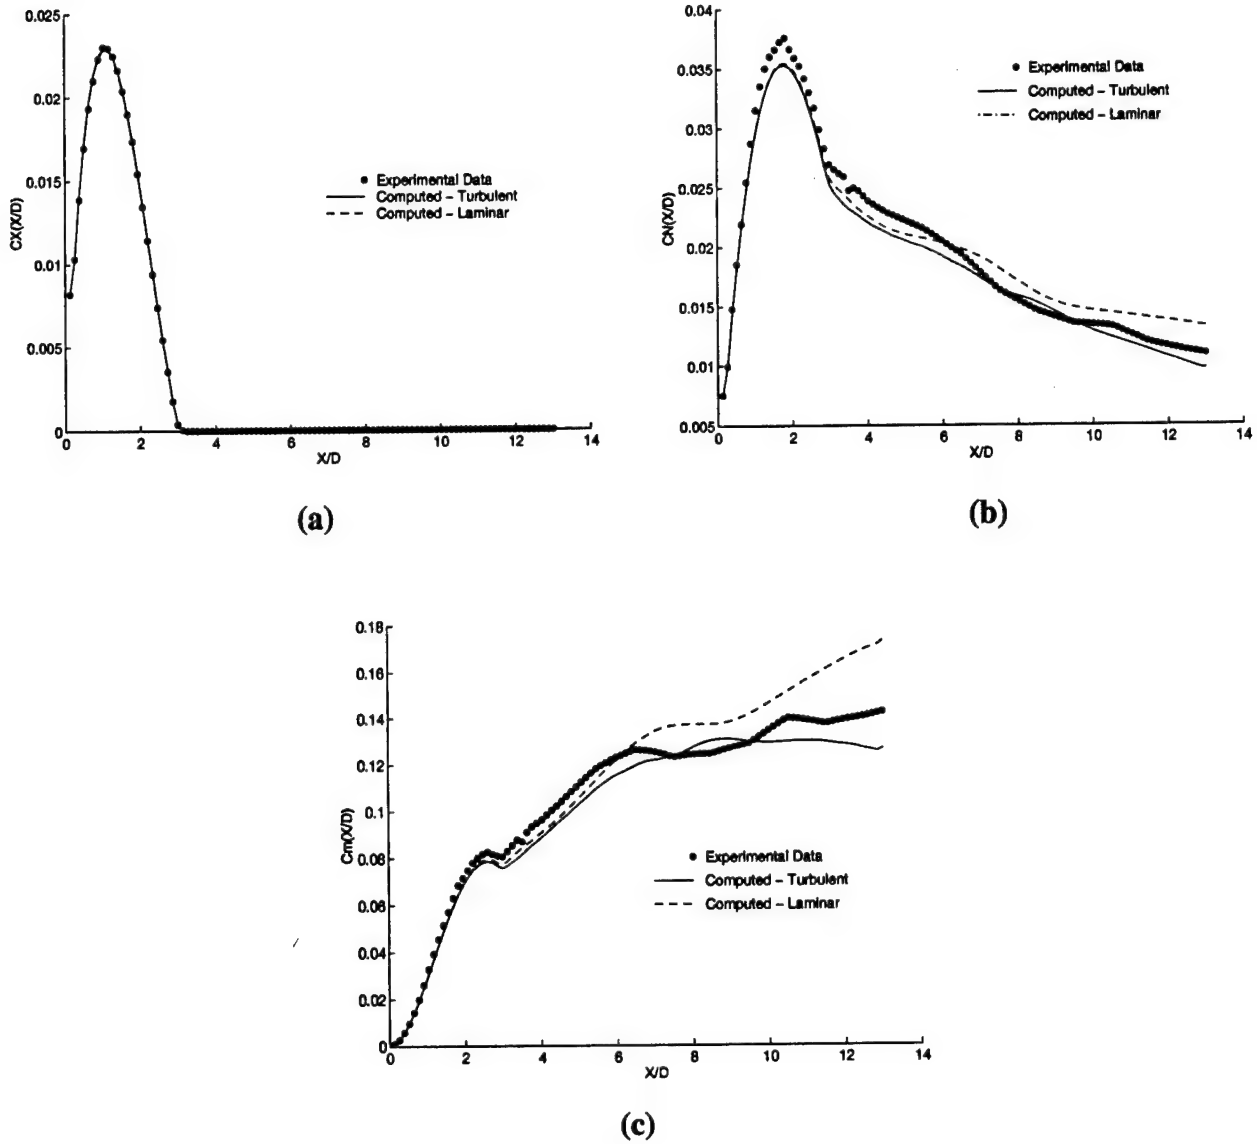 0.025
0.02
0.015
0.01
0.005
0
CX(X/D)
0 2 4 6 8 10 12 14
X/D
Experimental Data
Computed – Turbulent
Computed – Laminar
(a)
0.04
0.035
0.03
0.025
0.02
0.015
0.01
0.005
CN(X/D)
0 2 4 6 8 10 12 14
X/D
Experimental Data
Computed – Turbulent
Computed – Laminar
(b)
0.18
0.16
0.14
0.12
0.1
0.08
0.06
0.04
0.02
0
Cm(X/D)
0 2 4 6 8 10 12 14
X/D
Experimental Data
Computed – Turbulent
Computed – Laminar
(c)